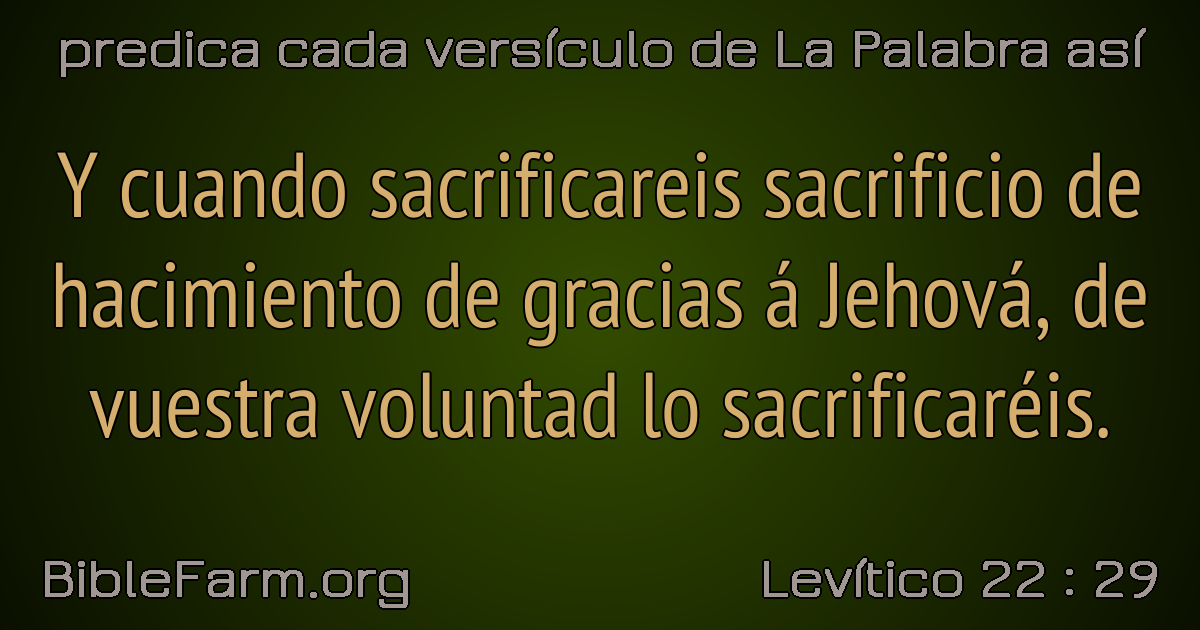 predica cada versículo de La Palabra así
Y cuando sacrificareis sacrificio de
hacimiento de gracias á Jehová, de
vuestra voluntad lo sacrificaréis.
BibleFarm.org
Levítico 22 : 29